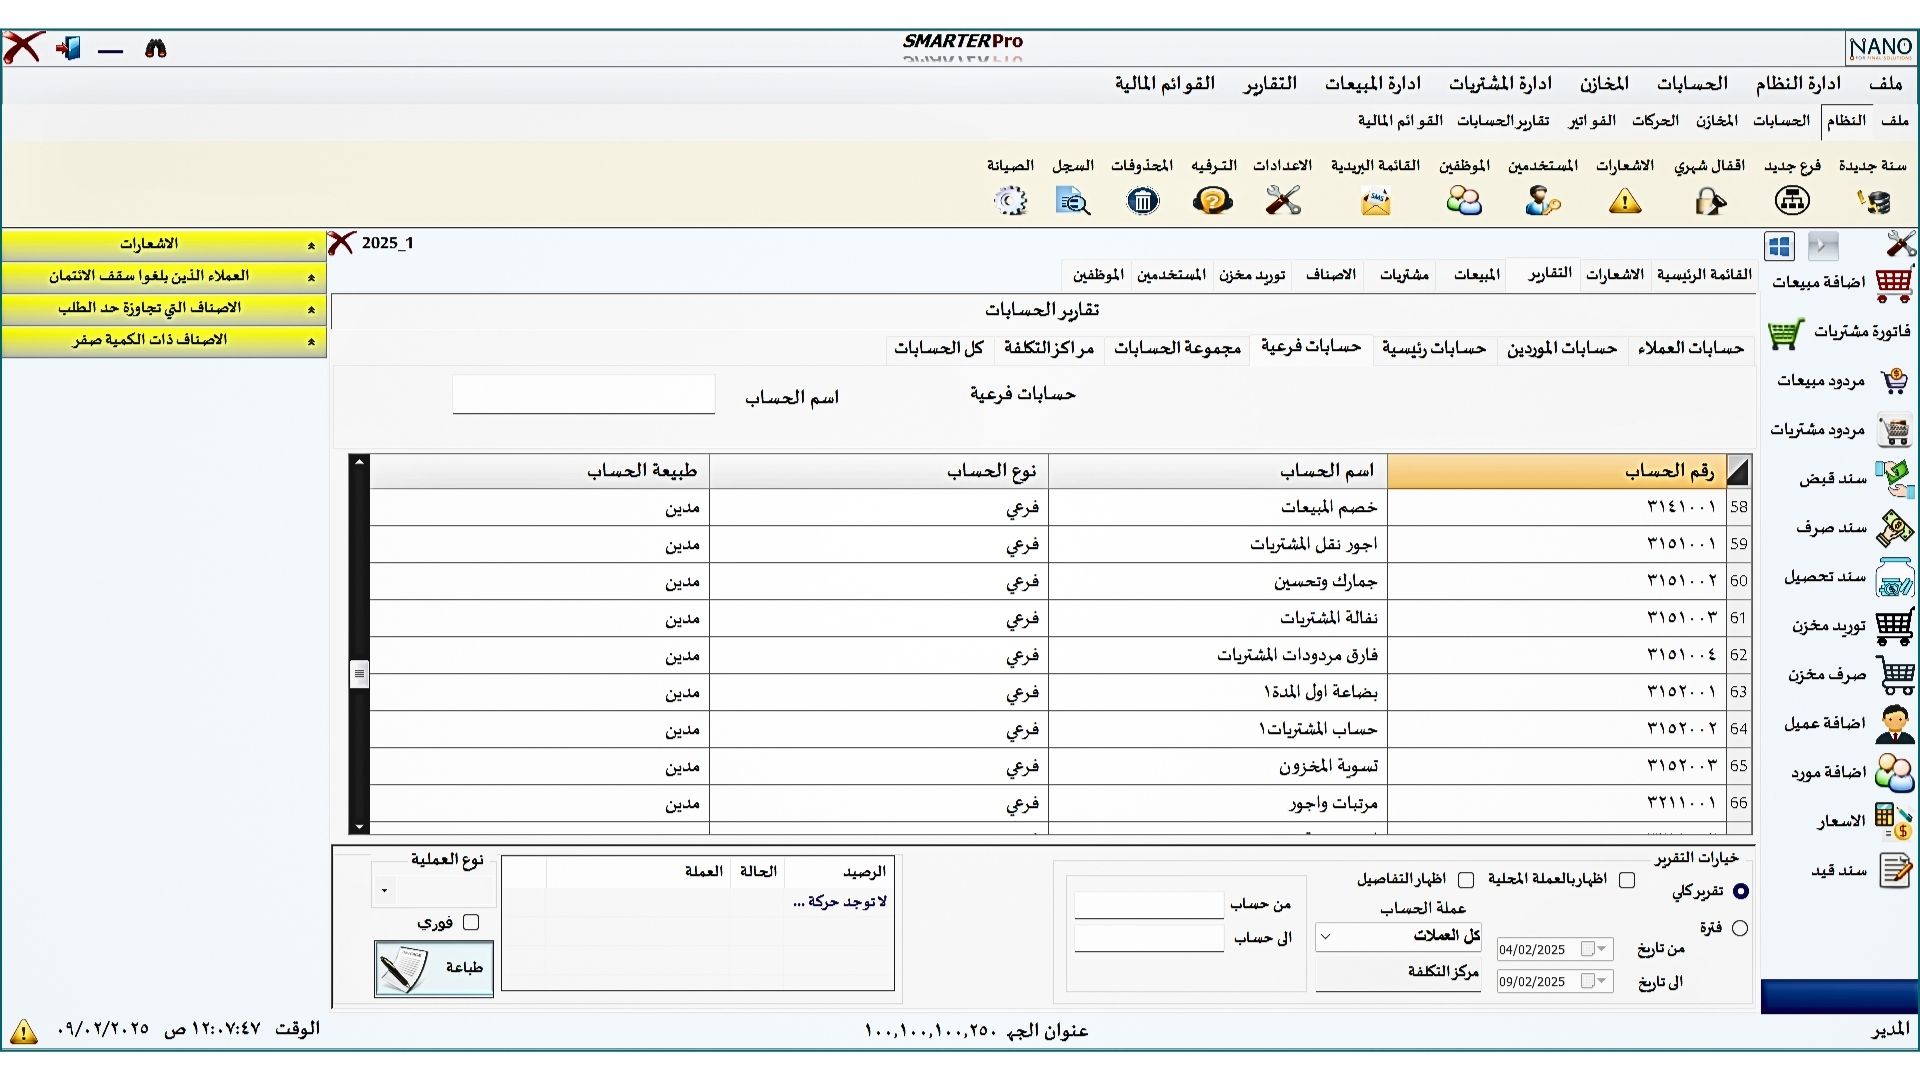 SMARTERPro
NANO
FOR FINAL SOLUTIONS
ملف ادارة النظام الحسابات المخازن ادارة المشتريات ادارة المبيعات التقارير القوائم المالية
ملف النظام الحسابات المخازن الحركات الفواتير تقارير الحسابات القوائم المالية
سنة جديدة فرع جديد اقفال شهري الاشعارات المستخدمين الموظفين القائمة البريدية الاعدادات الترفيه المحذوفات السجل الصيانة
2025_1
القائمة الرئيسية الاشعارات التقارير المبيعات مشتريات الاصناف توريد مخزن المستخدمين الموظفين
تقارير الحسابات
حسابات العملاء حسابات الموردين حسابات رئيسية حسابات فرعية مجموعة الحسابات مراكز التكلفة كل الحسابات
حسابات فرعية اسم الحساب
رقم الحساب اسم الحساب نوع الحساب طبيعة الحساب
58 ٣١٤١٠٠١ خصم المبيعات فرعي مدين
59 ٣١٥١٠٠١ اجور نقل المشتريات فرعي مدين
60 ٣١٥١٠٠٢ جمارك وتحسين فرعي مدين
61 ٣١٥١٠٠٣ نفالة المشتريات فرعي مدين
62 ٣١٥١٠٠٤ فارق مردودات المشتريات فرعي مدين
63 ٣١٥٢٠٠١ بضاعة اول المدة١ فرعي مدين
64 ٣١٥٢٠٠٢ حساب المشتريات١ فرعي مدين
65 ٣١٥٢٠٠٣ تسوية المخزون فرعي مدين
66 ٣٢١١٠٠١ مرتبات واجور فرعي مدين
اضافة مبيعات
فاتورة مشتريات
مردود مبيعات
مردود مشتريات
سند قبض
سند صرف
سند تحصيل
توريد مخزن
صرف مخزن
اضافة عميل
اضافة مورد
الاسعار
سند قيد
الاشعارات
العملاء الذين بلغوا سقف الائتمان
الاصناف التي تجاوزة حد الطلب
الاصناف ذات الكمية صفر
خيارات التقرير
تقرير كلي اظهار بالعملة المحلية اظهار التفاصيل
فترة عملة الحساب
كل العملات
من تاريخ 04/02/2025
مركز التكلفة
الى تاريخ 09/02/2025
من حساب
الى حساب
الرصيد الحالة العملة
لا توجد حركة ...
نوع العملية
فوري
طباعة
المدير عنوان الجه ١٠٠,١٠٠,١٠٠,٢٥٠ الوقت ١٢:٠٧:٤٧ ص ٠٩/٠٢/٢٠٢٥